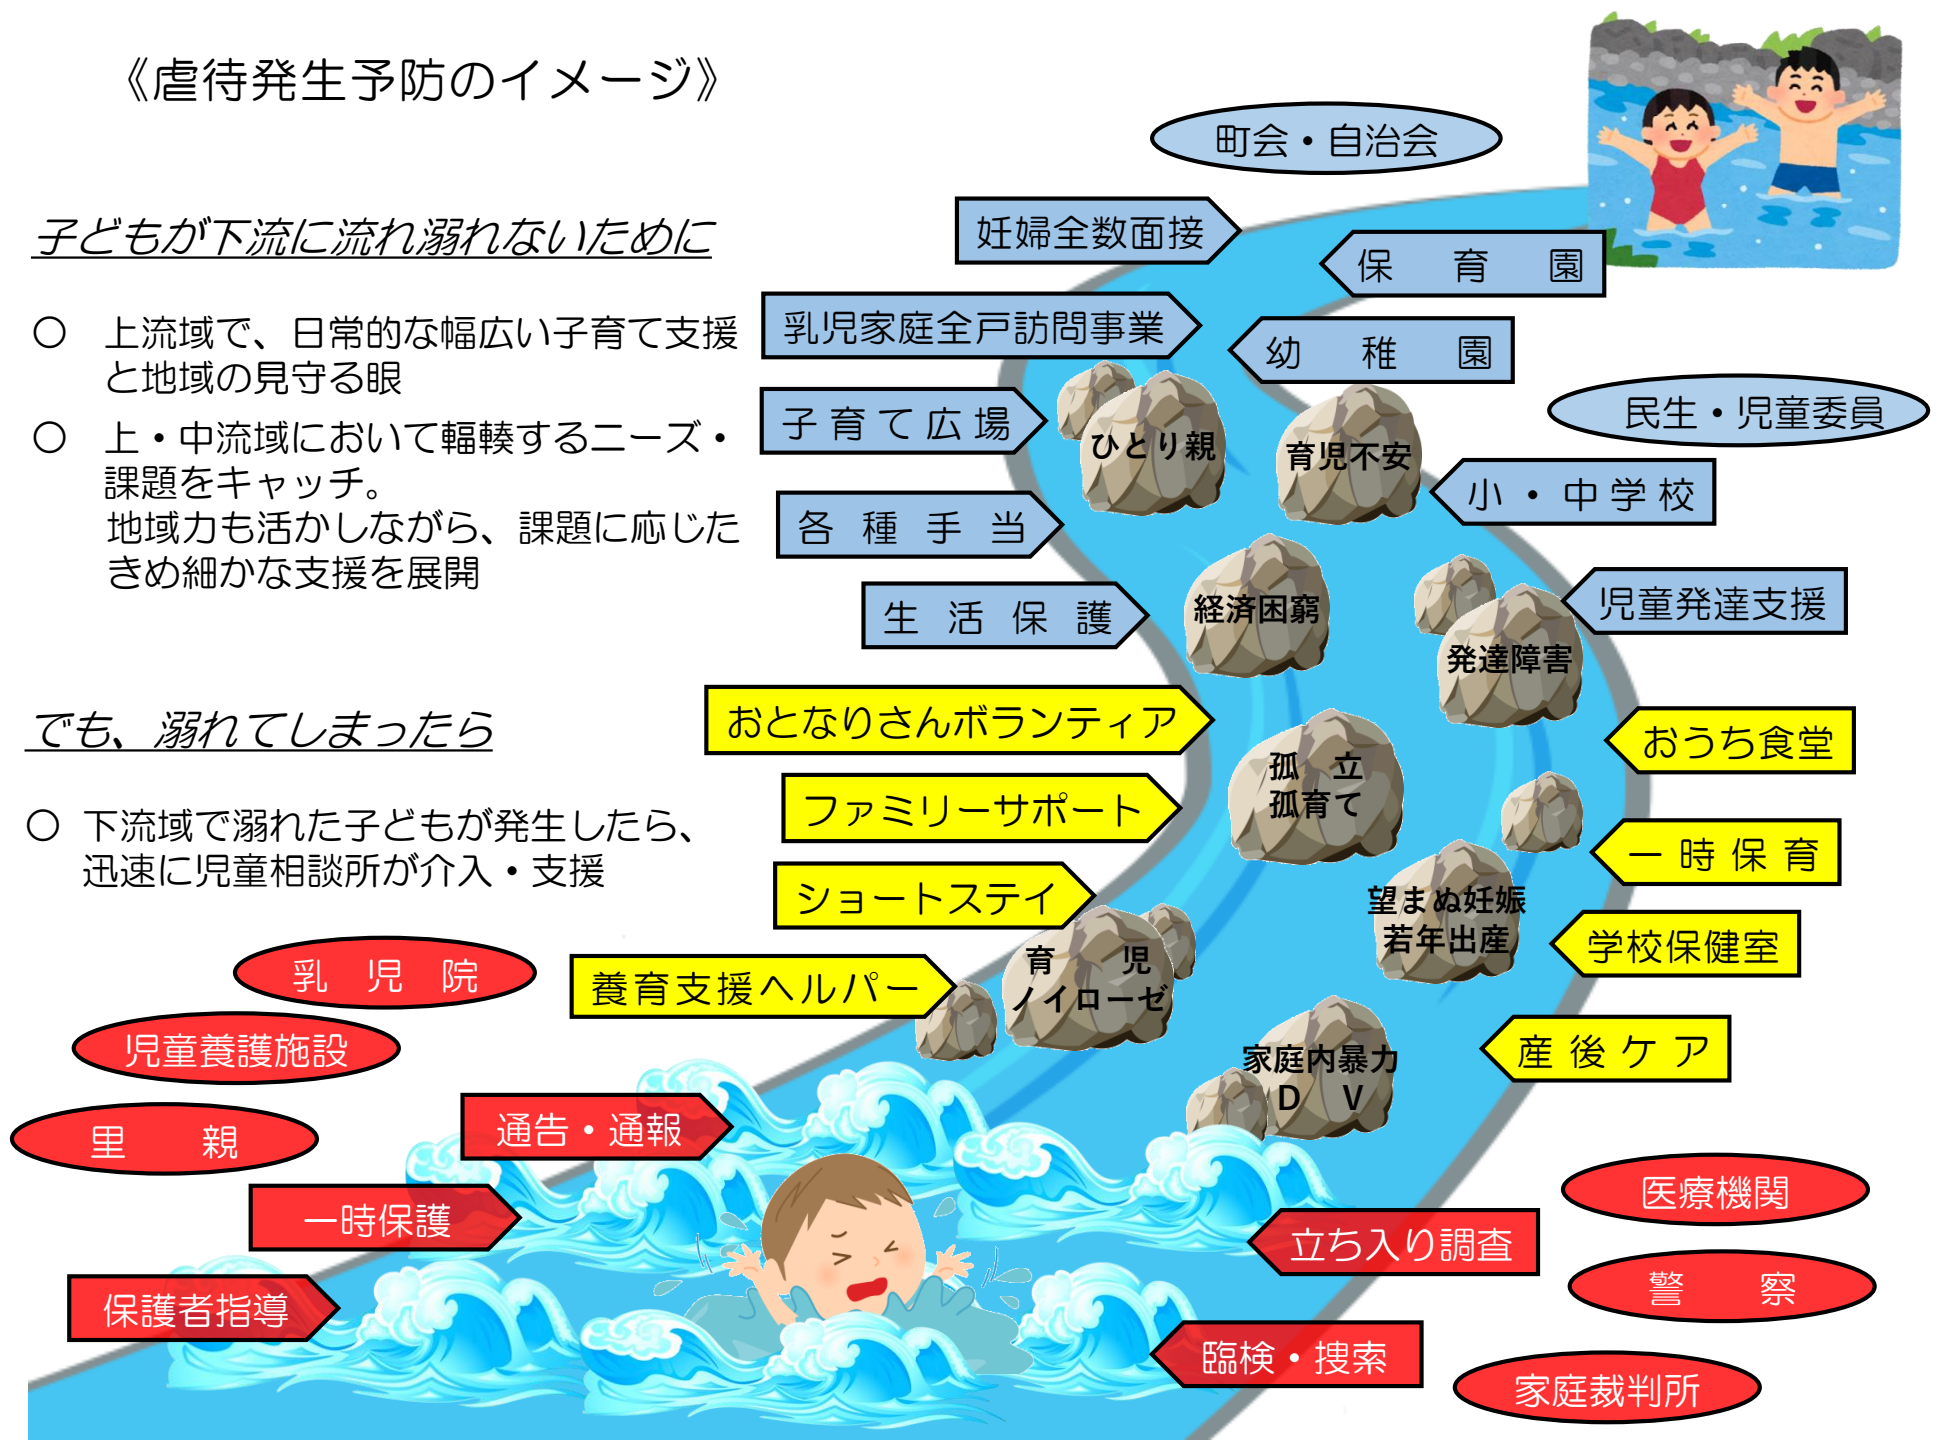 《虐待発生予防のイメージ》
子どもが下流に流れ溺れないために
〇　上流域で、日常的な幅広い子育て支援
と地域の見守る眼
〇　上・中流域において輻輳するニーズ・
課題をキャッチ。
地域力も活かしながら、課題に応じた
きめ細かな支援を展開
でも、溺れてしまったら
〇　下流域で溺れた子どもが発生したら、
迅速に児童相談所が介入・支援
町会・自治会
妊婦全数面接
保　育　園
乳児家庭全戸訪問事業
幼　稚　園
子育て広場
民生・児童委員
ひとり親
育児不安
小・中学校
各種手当
経済困窮
児童発達支援
生活保護
発達障害
おとなりさんボランティア
おうち食堂
孤　立
孤育て
ファミリーサポート
一時保育
ショートステイ
望まぬ妊娠
若年出産
学校保健室
養育支援ヘルパー
育　児
ノイローゼ
産後ケア
家庭内暴力
D　V
乳　児　院
児童養護施設
里　親
通告・通報
一時保護
保護者指導
医療機関
立ち入り調査
警　察
臨検・捜索
家庭裁判所